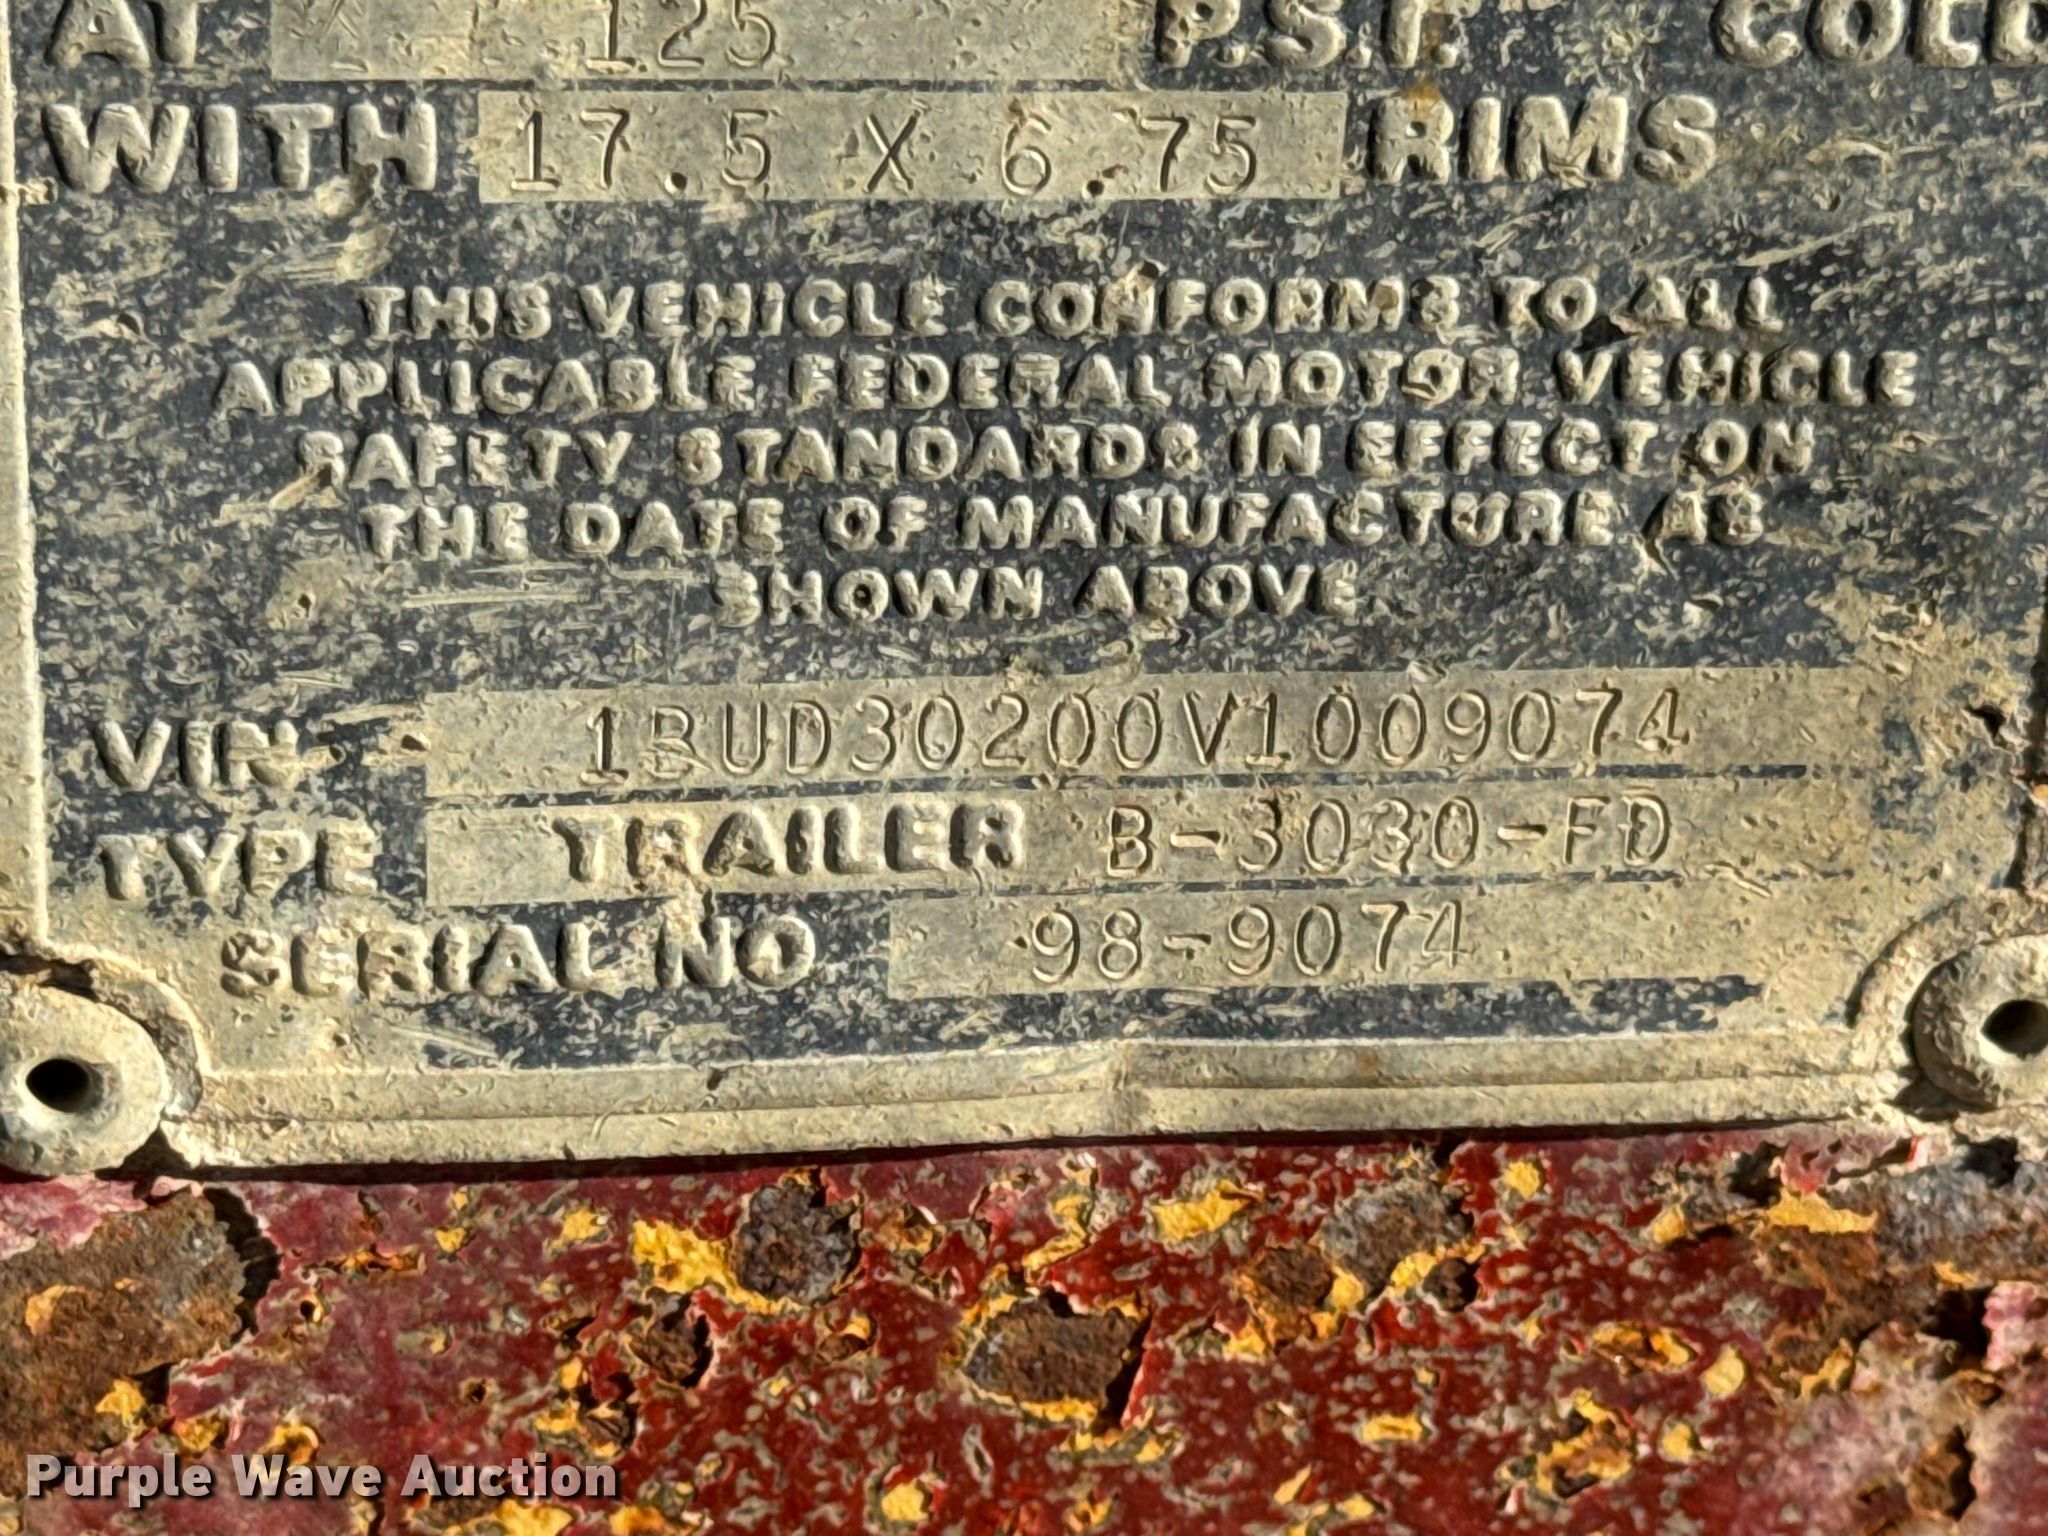 AT 125 P.S.I. COLD
WITH 17.5 X 6.75 RIMS
THIS VEHICLE CONFORMS TO ALL
APPLICABLE FEDERAL MOTOR VEHICLE
SAFETY STANDARDS IN EFFECT ON
THE DATE OF MANUFACTURE AS
SHOWN ABOVE
VIN 1BUD30200V1009074
TYPE TRAILER B-3030-FD
SERIAL NO 98-9074
Purple Wave Auction